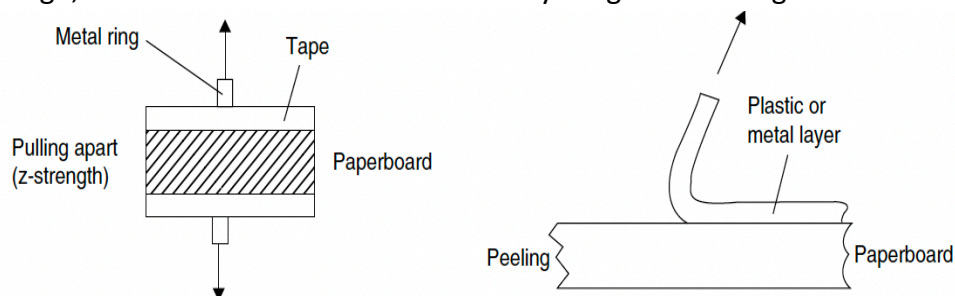 Metal ring
Tape
Pulling apart
(z-strength)
Paperboard
Plastic or
metal layer
Peeling
Paperboard